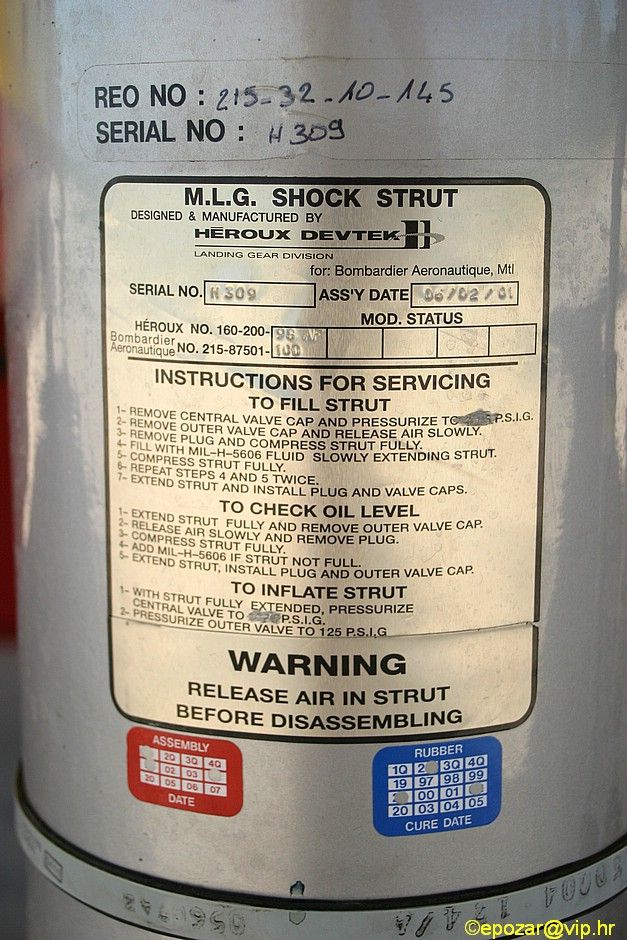 REO NO : 215-32-10-145
SERIAL NO : H 309
M.L.G. SHOCK STRUT
DESIGNED & MANUFACTURED BY
HÉROUX DEVTEK
LANDING GEAR DIVISION
for: Bombardier Aeronautique, Mtl
SERIAL NO. H 309 ASS'Y DATE 06/02/01
MOD. STATUS
HÉROUX NO. 160-200-
Bombardier
Aeronautique NO. 215-87501- 100
INSTRUCTIONS FOR SERVICING
TO FILL STRUT
1- REMOVE CENTRAL VALVE CAP AND PRESSURIZE TO P.S.I.G.
2- REMOVE OUTER VALVE CAP AND RELEASE AIR SLOWLY.
3- REMOVE PLUG AND COMPRESS STRUT FULLY.
4- FILL WITH MIL-H-5606 FLUID SLOWLY EXTENDING STRUT.
5- COMPRESS STRUT FULLY.
6- REPEAT STEPS 4 AND 5 TWICE.
7- EXTEND STRUT AND INSTALL PLUG AND VALVE CAPS.
TO CHECK OIL LEVEL
1- EXTEND STRUT FULLY AND REMOVE OUTER VALVE CAP.
2- RELEASE AIR SLOWLY AND REMOVE PLUG.
3- COMPRESS STRUT FULLY.
4- ADD MIL-H-5606 IF STRUT NOT FULL.
5- EXTEND STRUT, INSTALL PLUG AND OUTER VALVE CAP.
TO INFLATE STRUT
1- WITH STRUT FULLY EXTENDED, PRESSURIZE
CENTRAL VALVE TO P.S.I.G.
2- PRESSURIZE OUTER VALVE TO 125 P.S.I,G
WARNING
RELEASE AIR IN STRUT
BEFORE DISASSEMBLING
ASSEMBLY
2Q 3Q 4Q
02 03
20 05 06 07
DATE
RUBBER
1Q 2 3Q 4Q
19 97 98 99
00 01
20 03 04 05
CURE DATE
©epozar@vip.hr